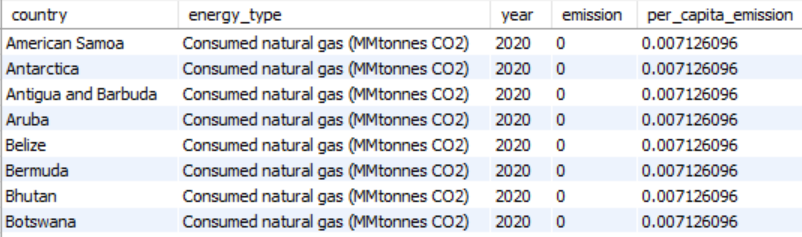 country energy_type year emission per_capita_emission
American Samoa Consumed natural gas (MMtonnes CO2) 2020 0 0.007126096
Antarctica Consumed natural gas (MMtonnes CO2) 2020 0 0.007126096
Antigua and Barbuda Consumed natural gas (MMtonnes CO2) 2020 0 0.007126096
Aruba Consumed natural gas (MMtonnes CO2) 2020 0 0.007126096
Belize Consumed natural gas (MMtonnes CO2) 2020 0 0.007126096
Bermuda Consumed natural gas (MMtonnes CO2) 2020 0 0.007126096
Bhutan Consumed natural gas (MMtonnes CO2) 2020 0 0.007126096
Botswana Consumed natural gas (MMtonnes CO2) 2020 0 0.007126096